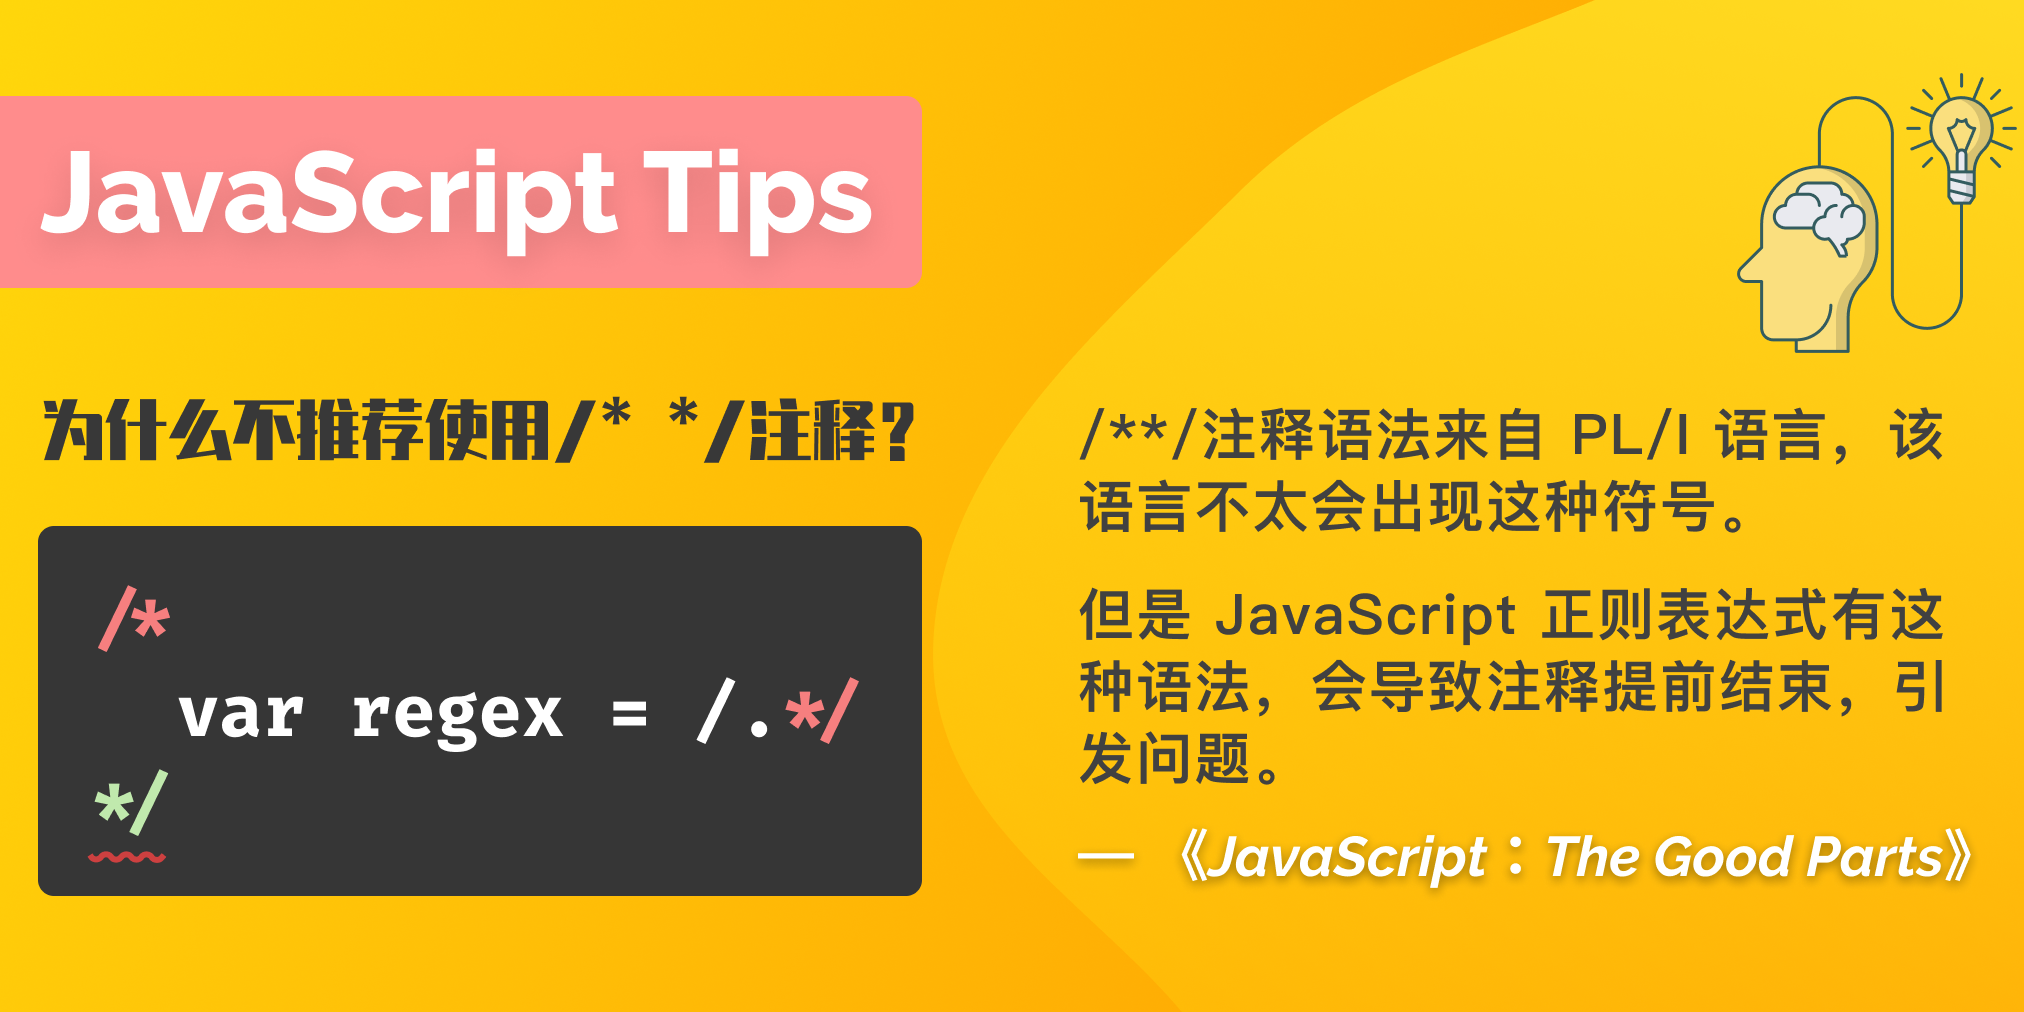 JavaScript Tips
为什么不推荐使用/* */注释?
/*
var regex = /.*/
*/
/**/注释语法来自 PL/I 语言，该
语言不太会出现这种符号。
但是 JavaScript 正则表达式有这
种语法，会导致注释提前结束，引
发问题。
— 《JavaScript：The Good Parts》